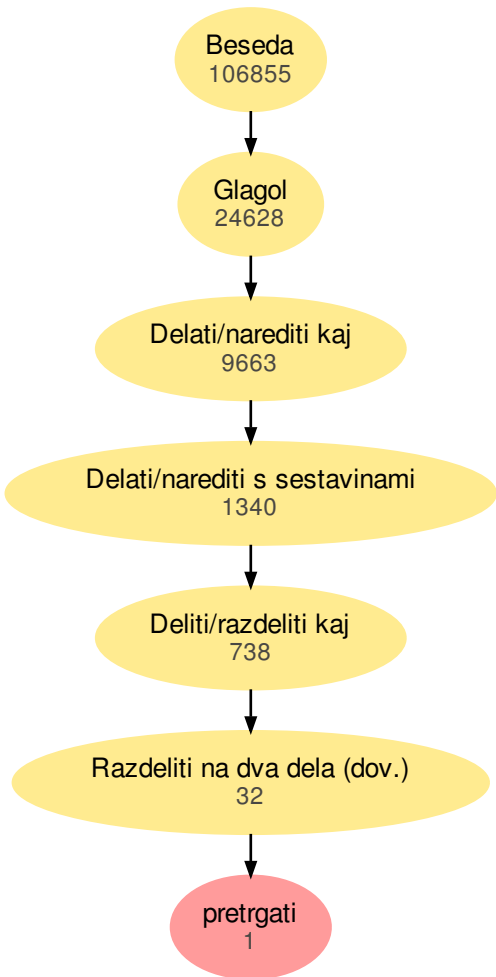 Beseda
106855
Glagol
24628
Delati/narediti kaj
9663
Delati/narediti s sestavinami
1340
Deliti/razdeliti kaj
738
Razdeliti na dva dela (dov.)
32
pretrgati
1